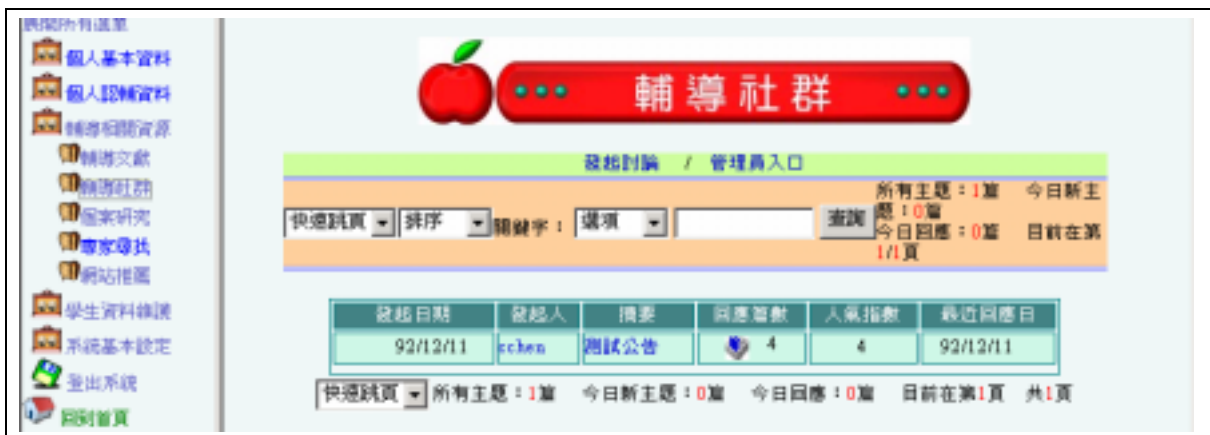 展開所有選單
個人基本資料
個人認輔資料
輔導相關資源
輔導文獻
輔導社群
個案研究
專家尋找
網站推薦
學生資料維護
系統基本設定
登出系統
回到首頁
輔導社群
發起討論 / 管理員入口
快速跳頁 排序 關鍵字： 選項 查詢
所有主題：1篇 今日新主
題：0篇
今日回應：0篇 目前在第
1/1頁
發起日期 發起人 摘要 回應篇數 人氣指數 最近回應日
92/12/11 cchen 測試公告 4 4 92/12/11
快速跳頁 所有主題：1篇 今日新主題：0篇 今日回應：0篇 目前在第1頁 共1頁